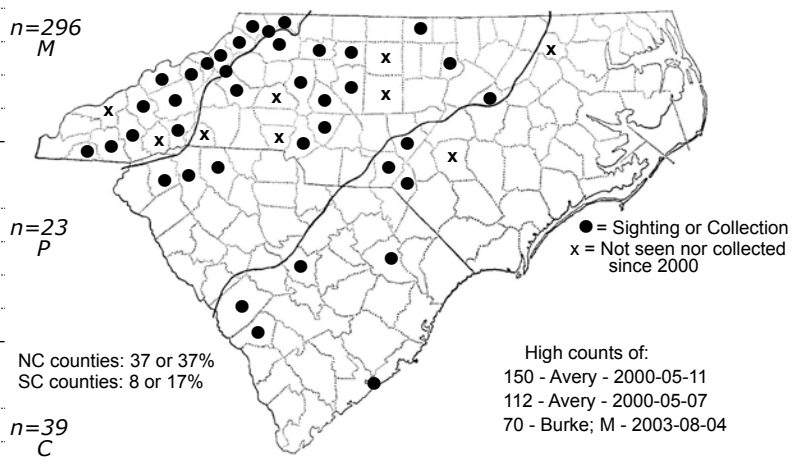 n=296
M
n=23
P
n=39
C
x
x
x
x
x
x
x
x
x
● = Sighting or Collection
x = Not seen nor collected
since 2000
NC counties: 37 or 37%
SC counties: 8 or 17%
High counts of:
150 - Avery - 2000-05-11
112 - Avery - 2000-05-07
70 - Burke; M - 2003-08-04